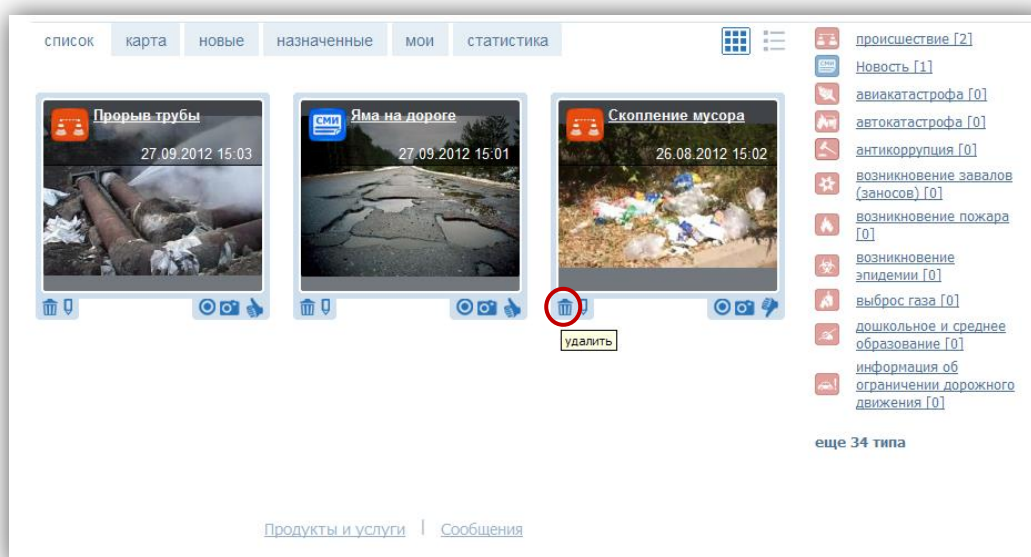 список карта новые назначенные мои статистика
Прорыв трубы
27.09.2012 15:03
СМИ
Яма на дороге
27.09.2012 15:01
Скопление мусора
26.08.2012 15:02
удалить
происшествие [2]
СМИ
Новость [1]
авиакатастрофа [0]
автокатастрофа [0]
антикоррупция [0]
возникновение завалов
(заносов) [0]
возникновение пожара
[0]
возникновение
эпидемии [0]
выброс газа [0]
дошкольное и среднее
образование [0]
информация об
ограничении дорожного
движения [0]
еще 34 типа
Продукты и услуги | Сообщения